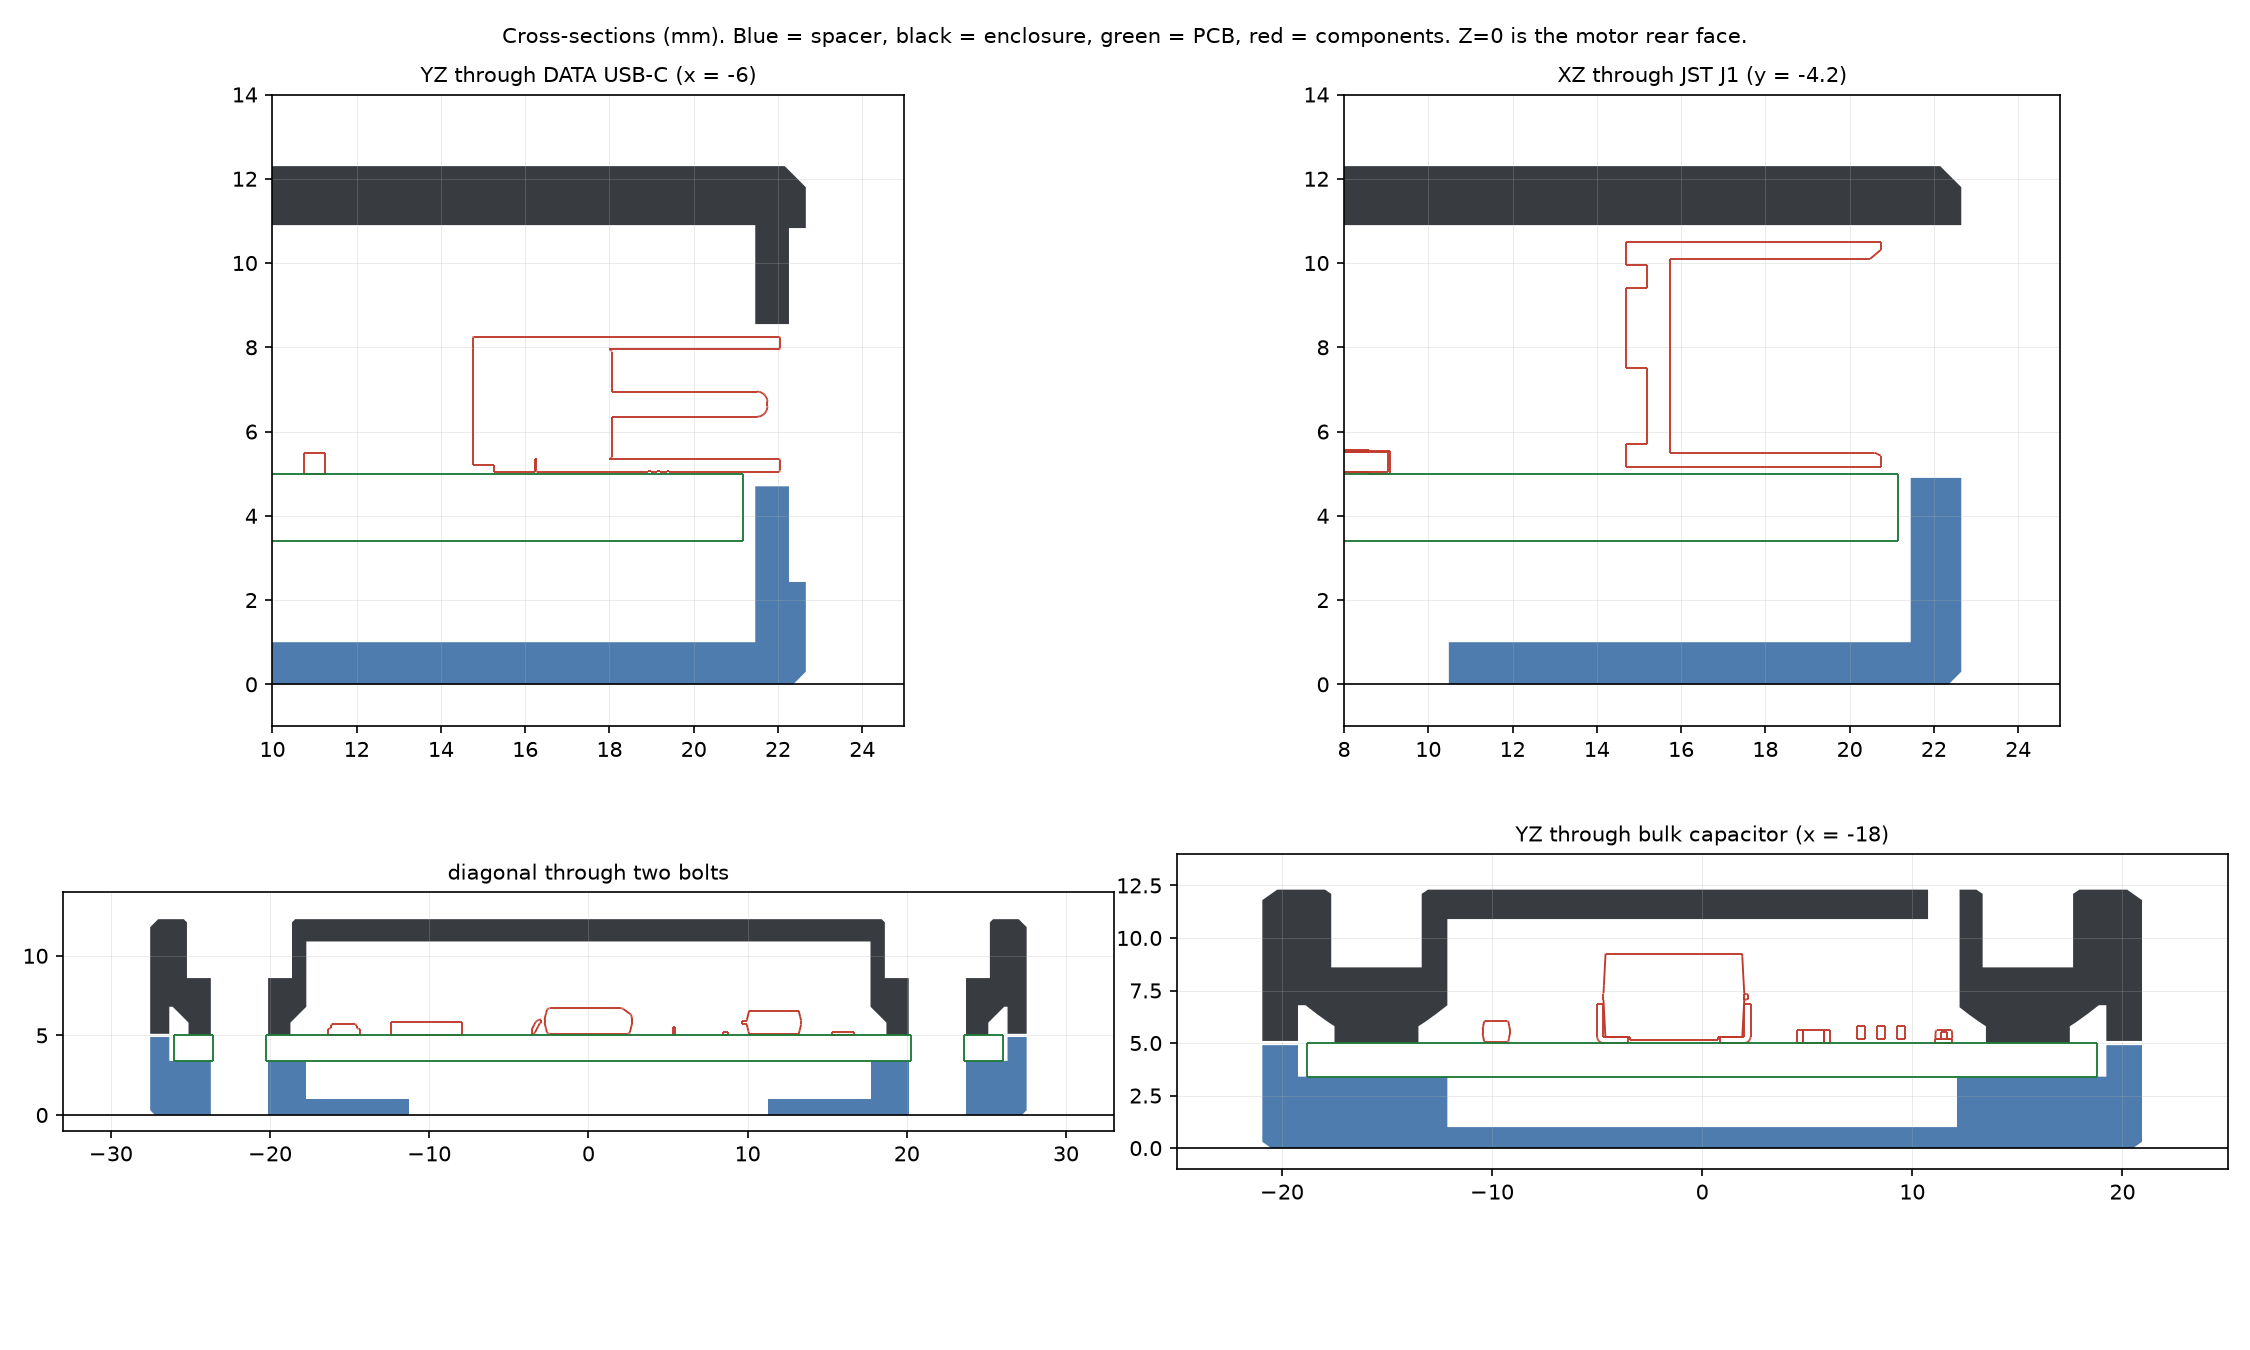 Cross-sections (mm). Blue = spacer, black = enclosure, green = PCB, red = components. Z=0 is the motor rear face.
YZ through DATA USB-C (x = -6)
14
12
10
8
6
4
2
0
10 12 14 16 18 20 22 24
XZ through JST J1 (y = -4.2)
14
12
10
8
6
4
2
0
8 10 12 14 16 18 20 22 24
diagonal through two bolts
10
5
0
−30 −20 −10 0 10 20 30
YZ through bulk capacitor (x = -18)
12.5
10.0
7.5
5.0
2.5
0.0
−20 −10 0 10 20